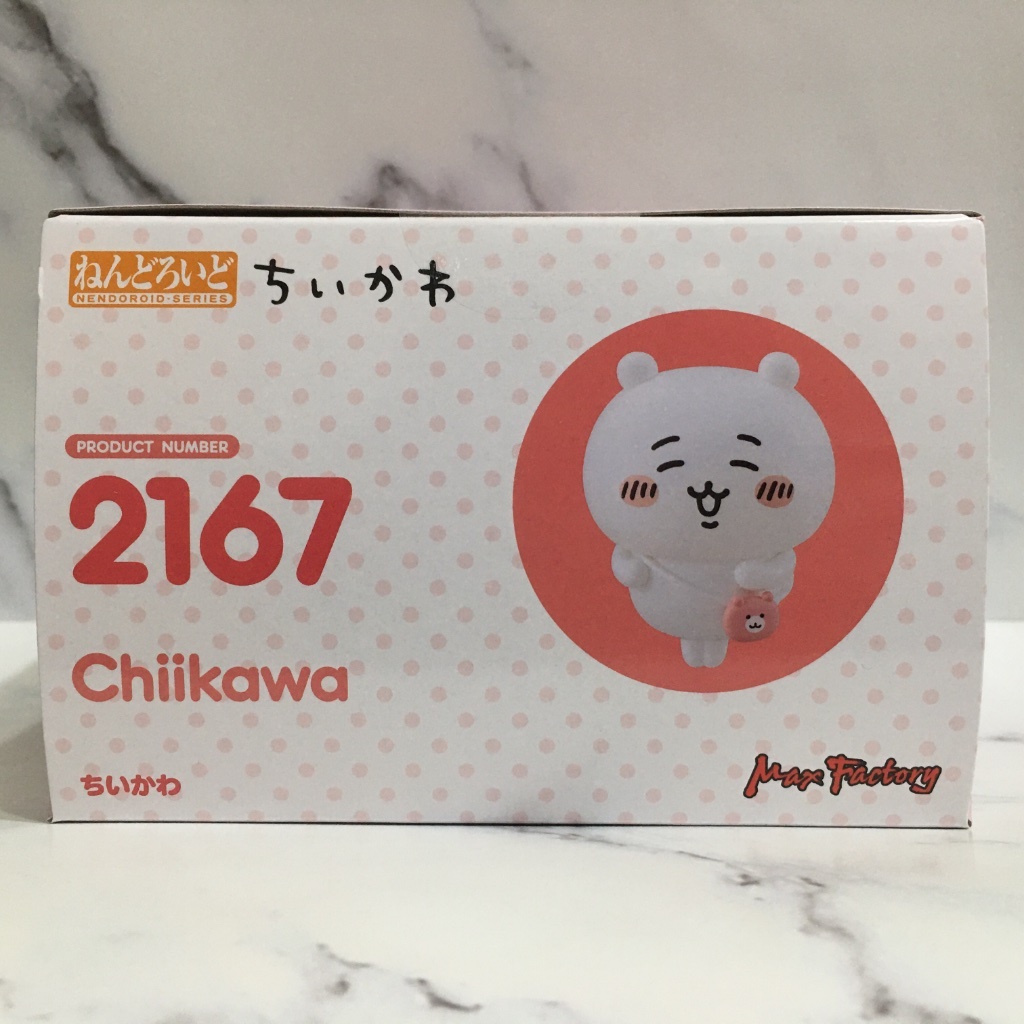 ねんどろいど
NENDOROID-SERIES
ちいかわ
PRODUCT NUMBER
2167
Chiikawa
ちいかわ
Max Factory